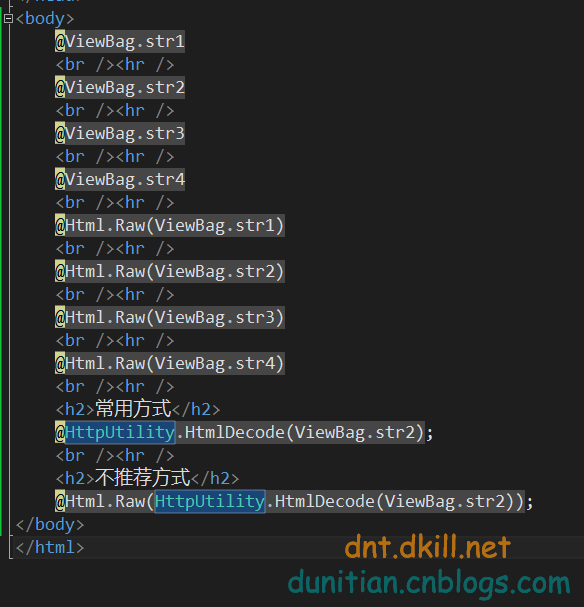 <body>
@ViewBag.str1
<br /><hr />
@ViewBag.str2
<br /><hr />
@ViewBag.str3
<br /><hr />
@ViewBag.str4
<br /><hr />
@Html.Raw(ViewBag.str1)
<br /><hr />
@Html.Raw(ViewBag.str2)
<br /><hr />
@Html.Raw(ViewBag.str3)
<br /><hr />
@Html.Raw(ViewBag.str4)
<br /><hr />
<h2>常用方式</h2>
@HttpUtility.HtmlDecode(ViewBag.str2);
<br /><hr />
<h2>不推荐方式</h2>
@Html.Raw(HttpUtility.HtmlDecode(ViewBag.str2));
</body>
</html>
dnt.dkill.net
dunitian.cnblogs.com